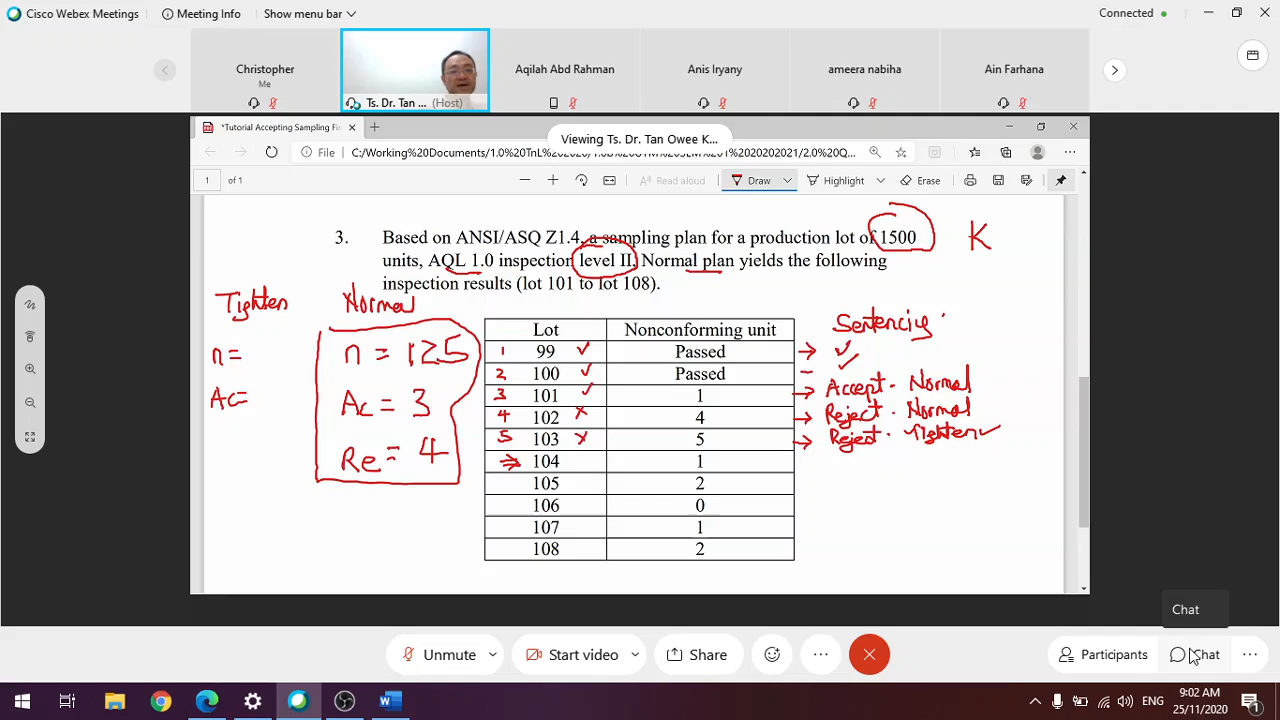 Cisco Webex Meetings
Meeting Info
Show menu bar
Connected
Christopher
Me
Ts. Dr. Tan ... (Host)
Aqilah Abd Rahman
Anis Iryany
ameera nabiha
Ain Farhana
*Tutorial Accepting Sampling Fi
Viewing Ts. Dr. Tan Owee K...
File
1 of 1
Read aloud
Draw
Highlight
Erase
3. Based on ANSI/ASQ Z1.4, a sampling plan for a production lot of 1500 K
units, AQL 1.0 inspection level II, Normal plan yields the following
inspection results (lot 101 to lot 108).
Tighten Normal
n= n = 125
Ac= Ac = 3
Re = 4
Lot Nonconforming unit Sentencing
1 99 ✓ Passed → ✓
2 100 ✓ Passed – ✓
3 101 ✓ 1 → Accept - Normal
4 102 × 4 → Reject - Normal
5 103 × 5 → Reject - Tighten ✓
⇒ 104 1
105 2
106 0
107 1
108 2
Chat
Unmute
Start video
Share
Participants
Chat
ENG
9:02 AM
25/11/2020
1